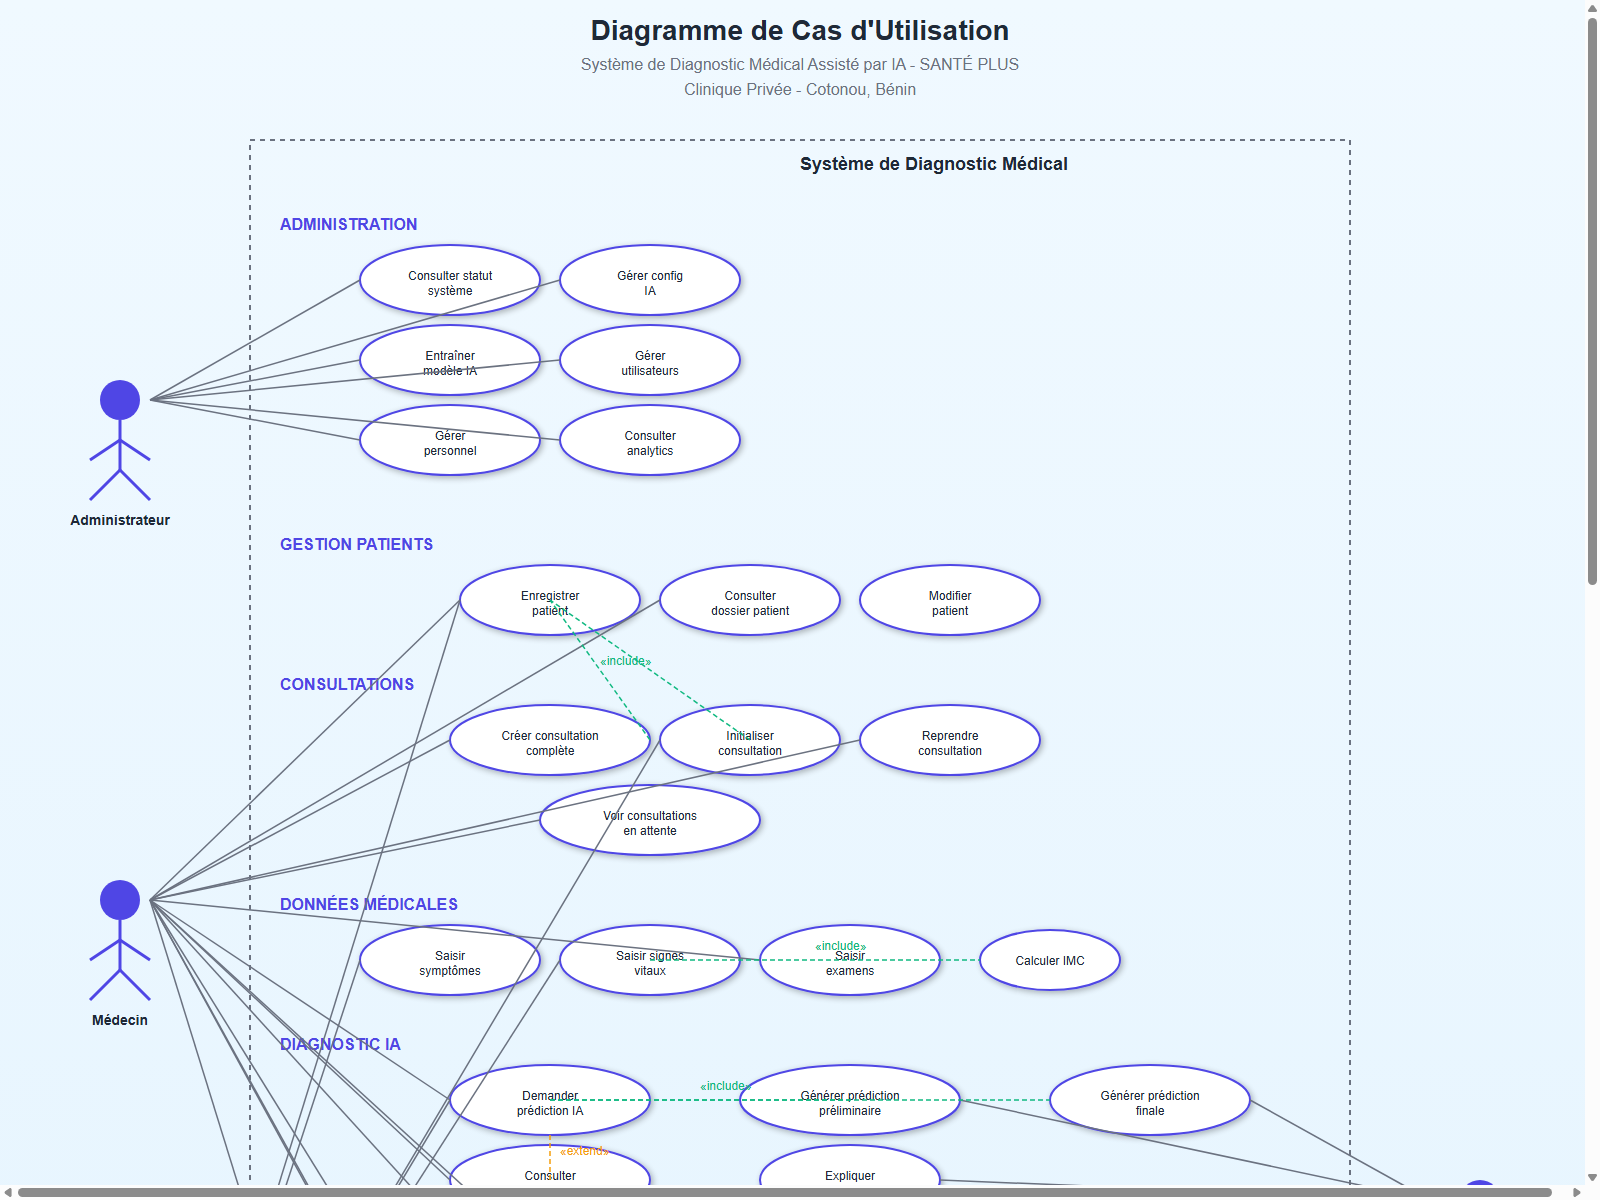 Diagramme de Cas d'Utilisation
Système de Diagnostic Médical Assisté par IA - SANTÉ PLUS
Clinique Privée - Cotonou, Bénin
Système de Diagnostic Médical
ADMINISTRATION
Consulter statut
système
Gérer config
IA
Entraîner
modèle IA
Gérer
utilisateurs
Gérer
personnel
Consulter
analytics
Administrateur
GESTION PATIENTS
Enregistrer
patient
Consulter
dossier patient
Modifier
patient
«include»
CONSULTATIONS
Créer consultation
complète
Initialiser
consultation
Reprendre
consultation
Voir consultations
en attente
DONNÉES MÉDICALES
Saisir
symptômes
Saisir signes
vitaux
«include»
Saisir
examens
Calculer IMC
Médecin
DIAGNOSTIC IA
Demander
prédiction IA
«include»
Générer prédiction
préliminaire
Générer prédiction
finale
«extend»
Consulter
Expliquer